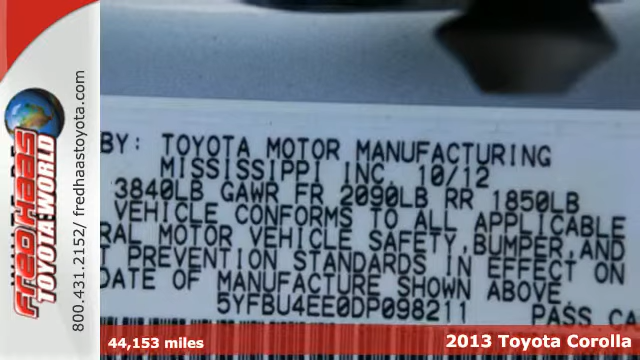 BY: TOYOTA MOTOR MANUFACTURING
MISSISSIPPI INC. 10/12
3840LB GAWR FR 2090LB RR 1850LB
VEHICLE CONFORMS TO ALL APPLICABLE
RAL MOTOR VEHICLE SAFETY, BUMPER, AND
T PREVENTION STANDARDS IN EFFECT ON
DATE OF MANUFACTURE SHOWN ABOVE.
5YFBU4EE0DP098211 PASS CA
FRED HAAS
TOYOTA WORLD
800.431.2152/ fredhaastoyota.com
44,153 miles
2013 Toyota Corolla